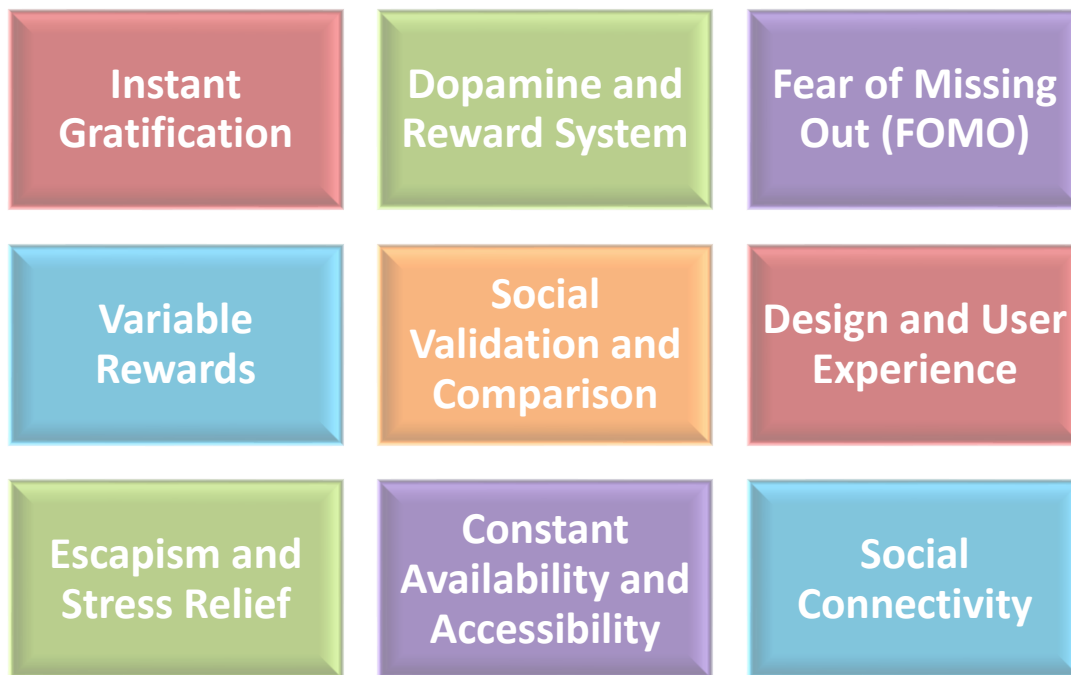 Instant
Gratification
Dopamine and
Reward System
Fear of Missing
Out (FOMO)
Variable
Rewards
Social
Validation and
Comparison
Design and User
Experience
Escapism and
Stress Relief
Constant
Availability and
Accessibility
Social
Connectivity